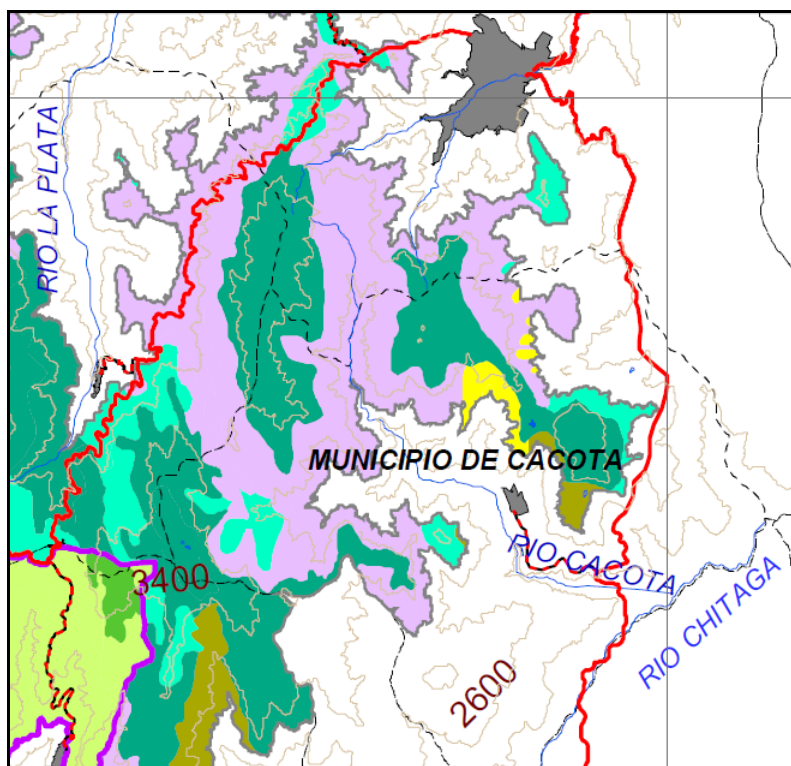 RIO LA PLATA
MUNICIPIO DE CACOTA
RIO CACOTA
3400
RIO CHITAGA
2600